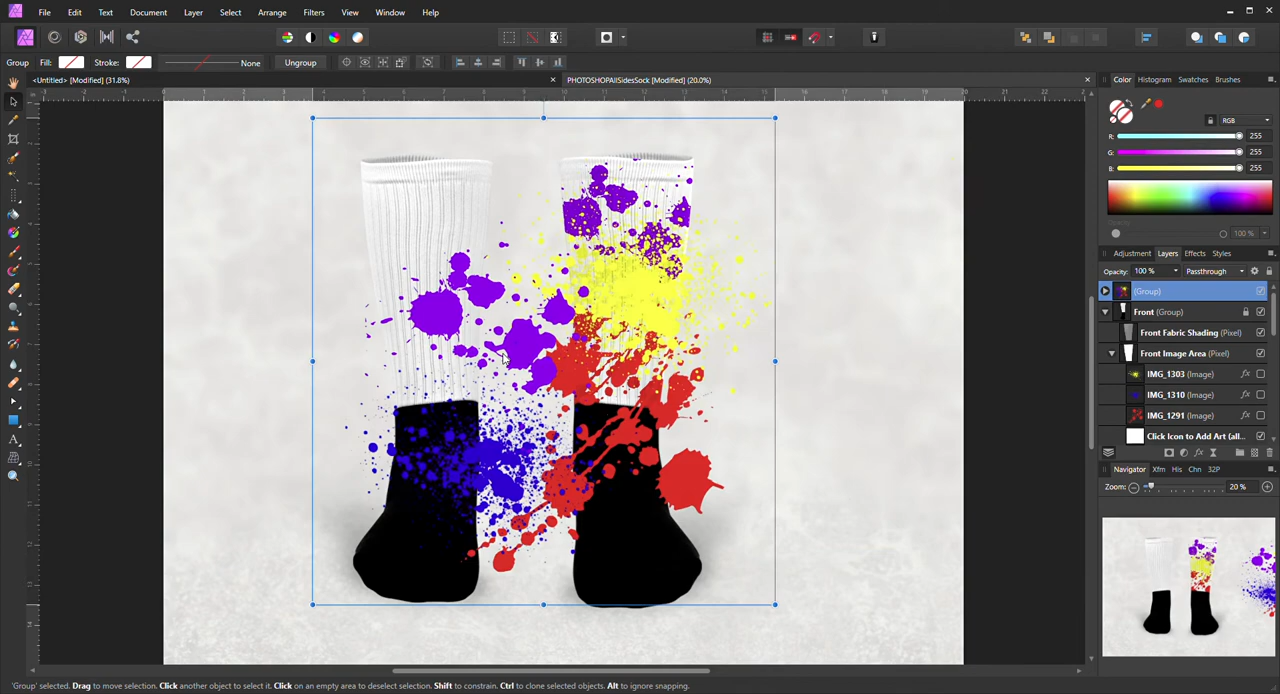 File Edit Text Document Layer Select Arrange Filters View Window Help
Group Fill: Stroke: None Ungroup
<Untitled> [Modified] (31.8%)
PHOTOSHOPAllSidesSock [Modified] (20.0%)
Color Histogram Swatches Brushes
RGB
R: 255
G: 255
B: 255
Opacity
100 %
Adjustment Layers Effects Styles
Opacity: 100 % Passthrough
(Group)
Front (Group)
Front Fabric Shading (Pixel)
Front Image Area (Pixel)
IMG_1303 (Image) fx
IMG_1310 (Image) fx
IMG_1291 (Image) fx
Click Icon to Add Art (all...
Navigator Xfm His Chn 32P
Zoom: 20 %
'Group' selected. Drag to move selection. Click another object to select it. Click on an empty area to deselect selection. Shift to constrain. Ctrl to clone selected objects. Alt to ignore snapping.